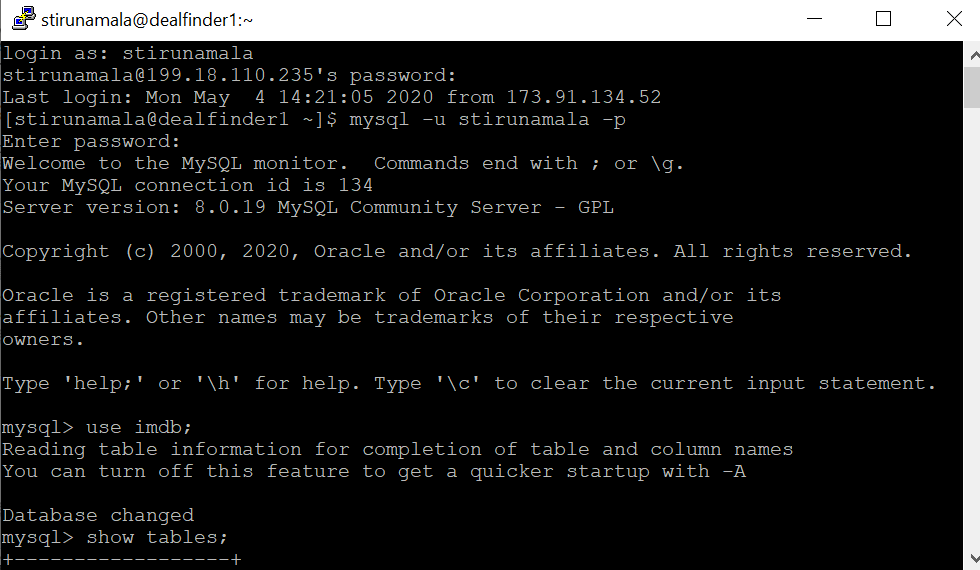 stirunamala@dealfinder1:~
login as: stirunamala
stirunamala@199.18.110.235's password:
Last login: Mon May  4 14:21:05 2020 from 173.91.134.52
[stirunamala@dealfinder1 ~]$ mysql -u stirunamala -p
Enter password:
Welcome to the MySQL monitor.  Commands end with ; or \g.
Your MySQL connection id is 134
Server version: 8.0.19 MySQL Community Server - GPL
Copyright (c) 2000, 2020, Oracle and/or its affiliates. All rights reserved.
Oracle is a registered trademark of Oracle Corporation and/or its
affiliates. Other names may be trademarks of their respective
owners.
Type 'help;' or '\h' for help. Type '\c' to clear the current input statement.
mysql> use imdb;
Reading table information for completion of table and column names
You can turn off this feature to get a quicker startup with -A
Database changed
mysql> show tables;
+------------------+